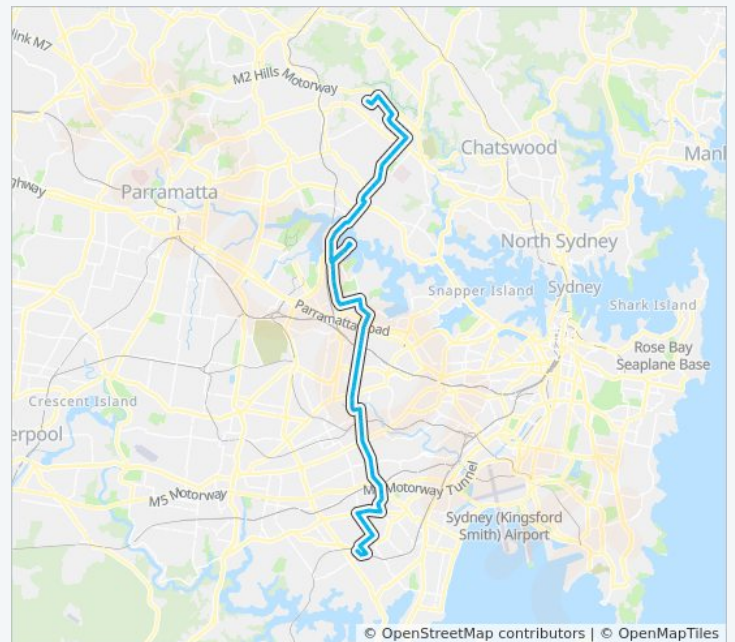 link M7
M2 Hills Motorway
Chatswood
Manl
ghway
Parramatta
North Sydney
Snapper Island
Sydney
Shark Island
Parramatta Road
Rose Bay
Seaplane Base
Crescent Island
erpool
M5 Motorway
Motorway Tunnel
Sydney (Kingsford
Smith) Airport
© OpenStreetMap contributors | © OpenMapTiles